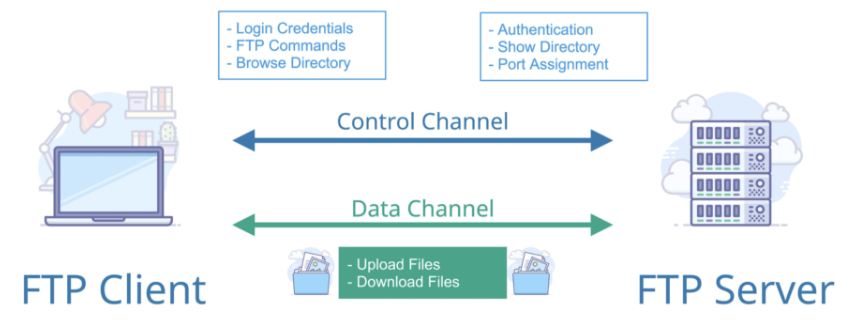 - Login Credentials
- FTP Commands
- Browse Directory
- Authentication
- Show Directory
- Port Assignment
Control Channel
Data Channel
- Upload Files
- Download Files
FTP Client
FTP Server